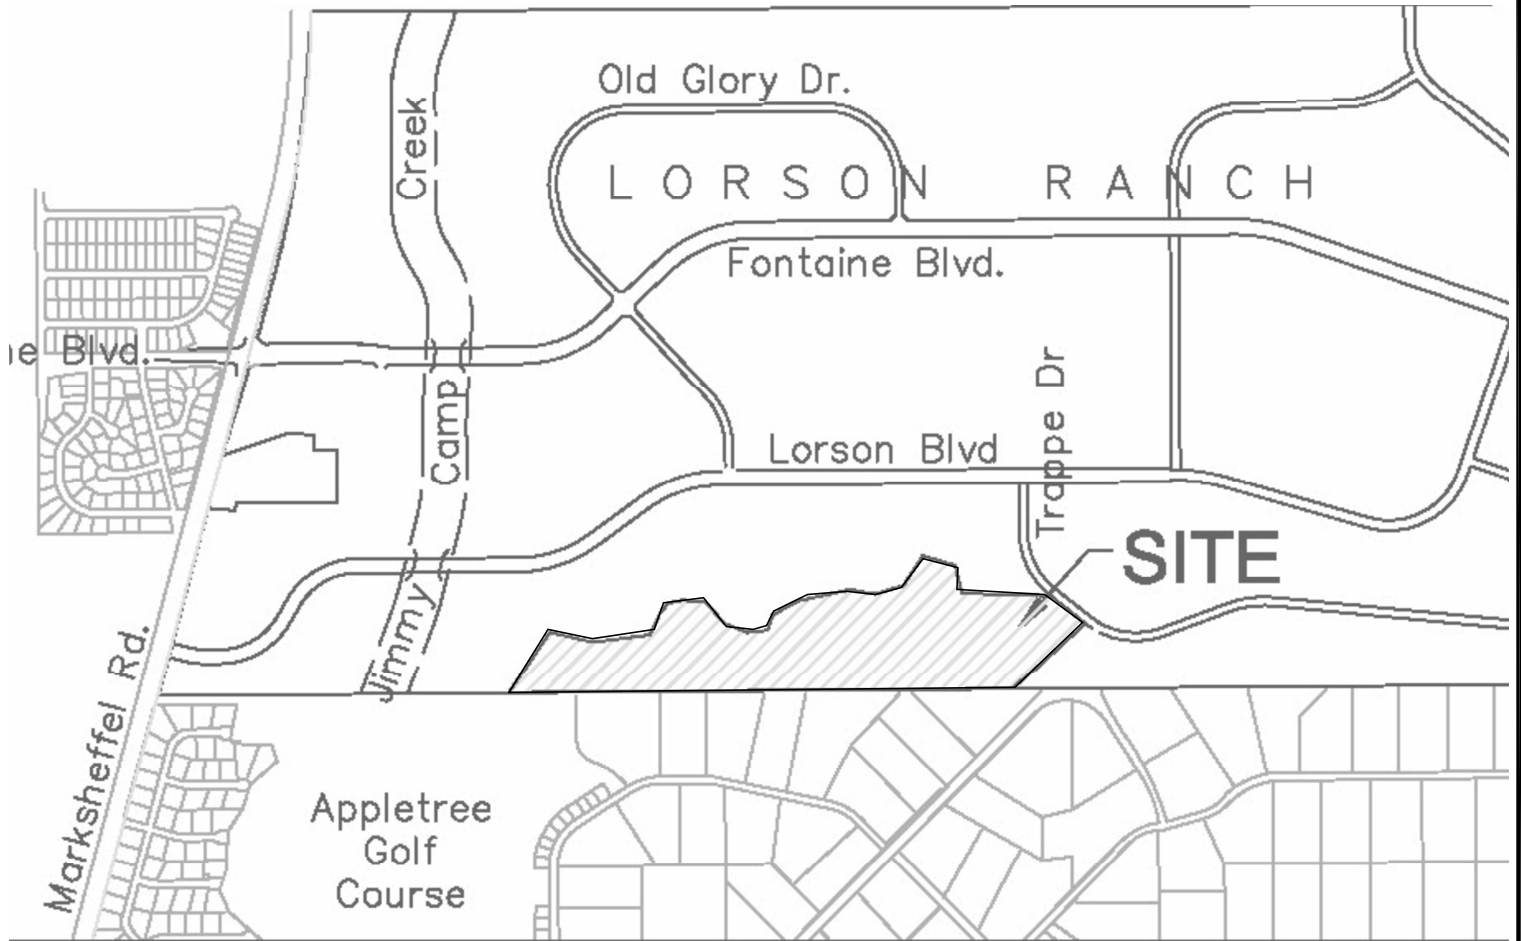 Old Glory Dr.
Creek
LORSON RANCH
Fontaine Blvd.
Blvd.
Camp
Trappe Dr
Lorson Blvd
SITE
Jimmy
Marksheffel Rd.
Appletree
Golf
Course